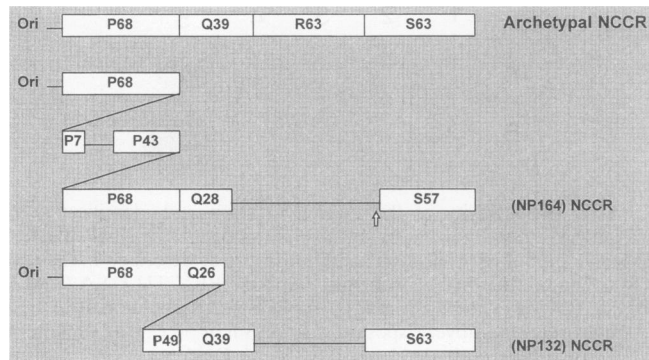 Ori P68 Q39 R63 S63 Archetypal NCCR
Ori P68
P7 P43
P68 Q28 S57 (NP164) NCCR
Ori P68 Q26
P49 Q39 S63 (NP132) NCCR